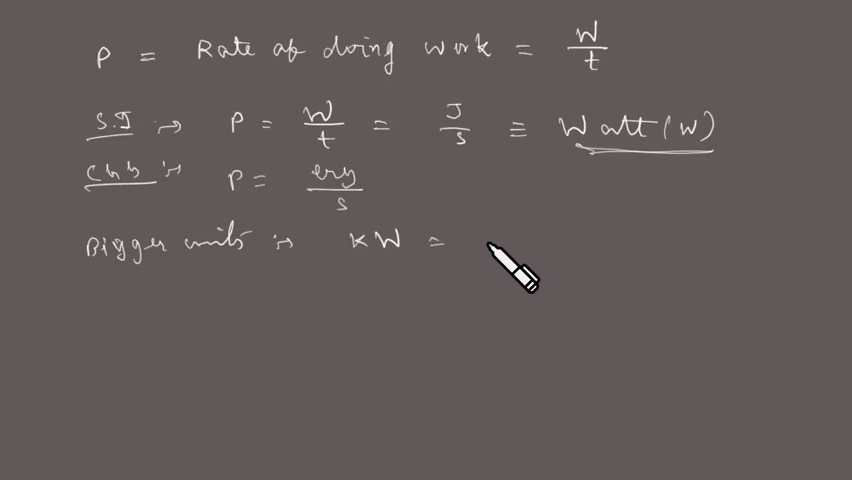 P = Rate of doing work = W/t
S.I :→ P = W/t = J/s ≡ Watt (W)
CGS :→ P = erg/s
Bigger units :→ kW =